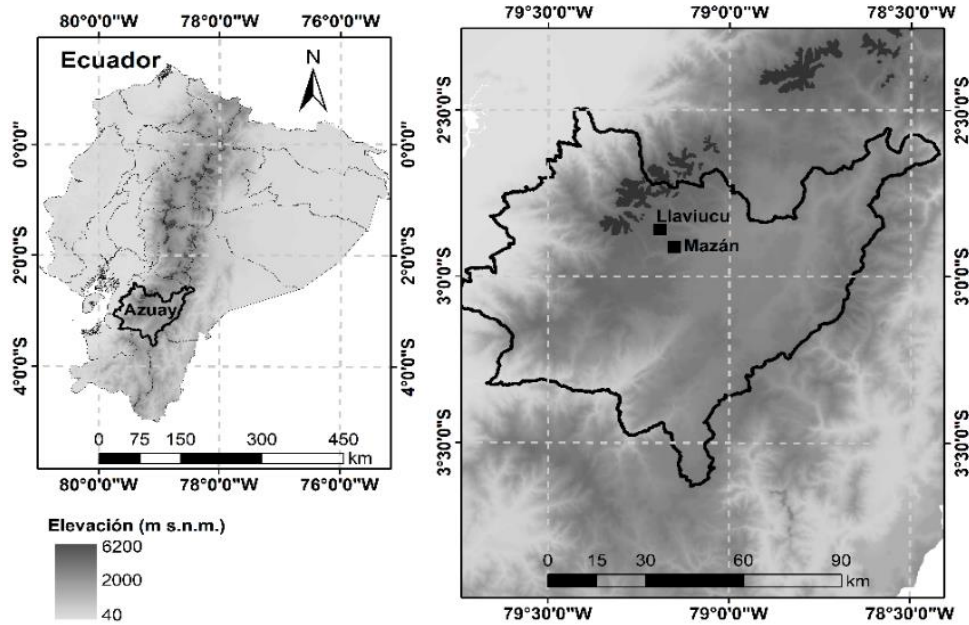 80°0'0"W 78°0'0"W 76°0'0"W
Ecuador
N
0°0'0"
2°0'0"S
4°0'0"S
0°0'0"
2°0'0"S
4°0'0"S
Azuay
0 75 150 300 450
km
80°0'0"W 78°0'0"W 76°0'0"W
Elevación (m s.n.m.)
6200
2000
40
79°30'0"W 79°0'0"W 78°30'0"W
2°30'0"S
3°0'0"S
3°30'0"S
2°30'0"S
3°0'0"S
3°30'0"S
Llaviucu
Mazán
0 15 30 60 90
km
79°30'0"W 79°0'0"W 78°30'0"W